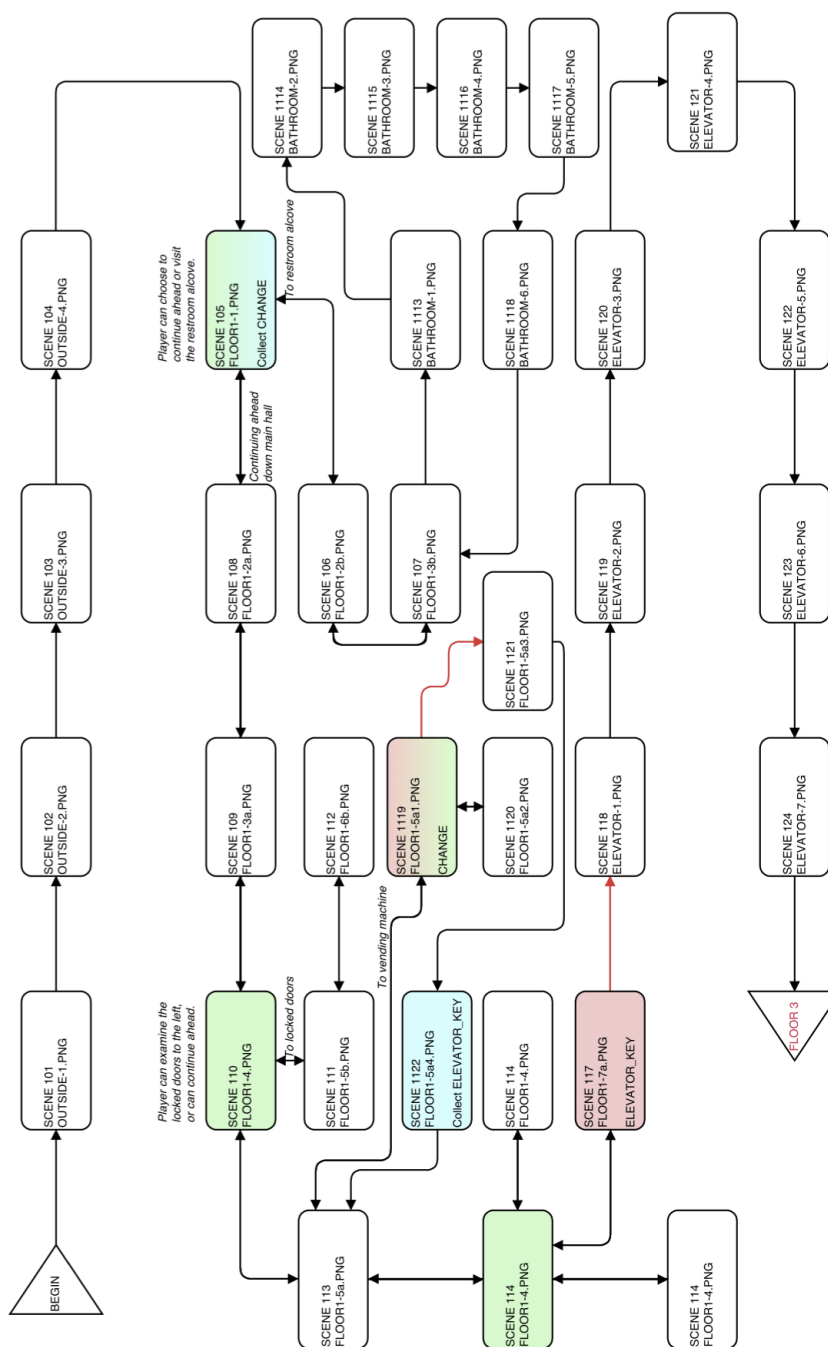 BEGIN
SCENE 101
OUTSIDE-1.PNG
SCENE 102
OUTSIDE-2.PNG
SCENE 103
OUTSIDE-3.PNG
SCENE 104
OUTSIDE-4.PNG
Player can examine the
locked doors to the left,
or can continue ahead.
Player can choose to
continue ahead or visit
the restroom alcove.
SCENE 110
FLOOR1-4.PNG
SCENE 109
FLOOR1-3a.PNG
SCENE 108
FLOOR1-2a.PNG
Continuing ahead
down main hall
SCENE 105
FLOOR1-1.PNG
Collect CHANGE
To locked doors
To restroom alcove
SCENE 113
FLOOR1-5a.PNG
SCENE 111
FLOOR1-5b.PNG
SCENE 112
FLOOR1-6b.PNG
SCENE 106
FLOOR1-2b.PNG
SCENE 1114
BATHROOM-2.PNG
To vending machine
SCENE 1122
FLOOR1-5a4.PNG
Collect ELEVATOR_KEY
SCENE 1119
FLOOR1-5a1.PNG
CHANGE
SCENE 107
FLOOR1-3b.PNG
SCENE 1113
BATHROOM-1.PNG
SCENE 1115
BATHROOM-3.PNG
SCENE 114
FLOOR1-4.PNG
SCENE 114
FLOOR1-4.PNG
SCENE 1120
FLOOR1-5a2.PNG
SCENE 1121
FLOOR1-5a3.PNG
SCENE 1118
BATHROOM-6.PNG
SCENE 1116
BATHROOM-4.PNG
SCENE 1117
BATHROOM-5.PNG
SCENE 117
FLOOR1-7a.PNG
ELEVATOR_KEY
SCENE 118
ELEVATOR-1.PNG
SCENE 119
ELEVATOR-2.PNG
SCENE 120
ELEVATOR-3.PNG
SCENE 121
ELEVATOR-4.PNG
SCENE 114
FLOOR1-4.PNG
FLOOR 3
SCENE 124
ELEVATOR-7.PNG
SCENE 123
ELEVATOR-6.PNG
SCENE 122
ELEVATOR-5.PNG